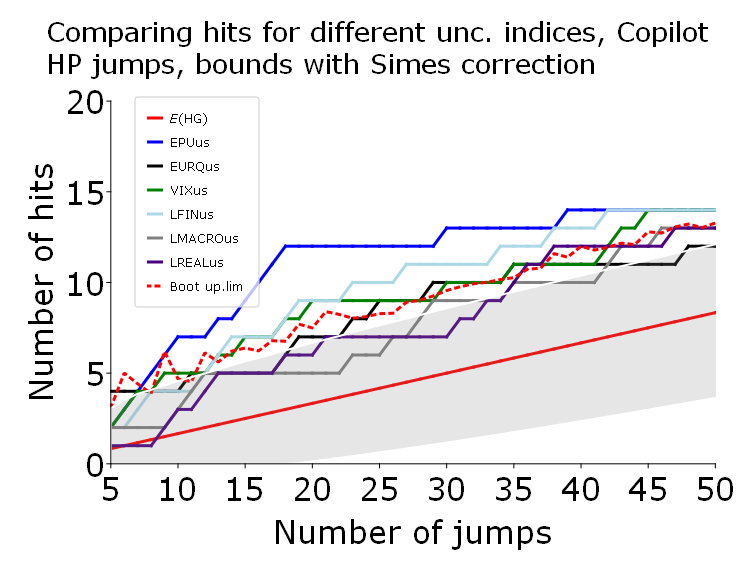 Comparing hits for different unc. indices, Copilot
HP jumps, bounds with Simes correction
Number of hits
20
15
10
5
0
E(HG)
EPUus
EURQus
VIXus
LFINus
LMACROus
LREALus
Boot up.lim
5 10 15 20 25 30 35 40 45 50
Number of jumps